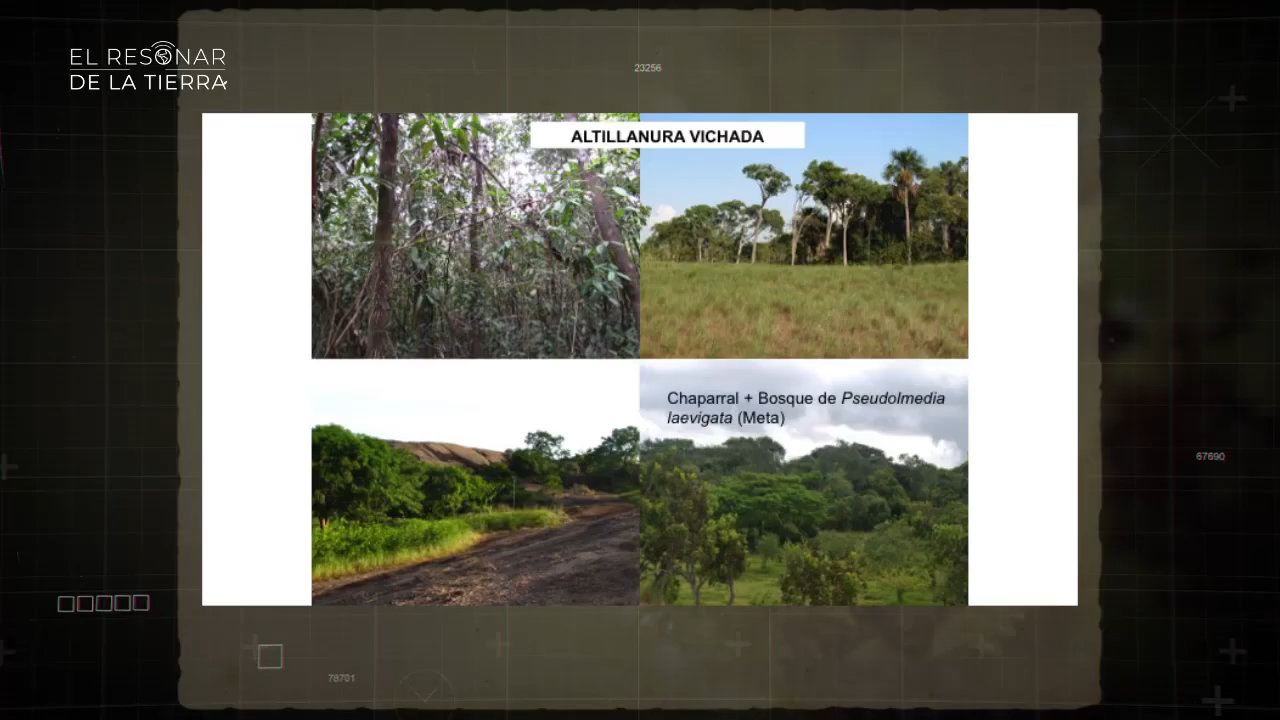 EL RESONAR
DE LA TIERRA
23256
ALTILLANURA VICHADA
Chaparral + Bosque de Pseudolmedia
laevigata (Meta)
67690
78701